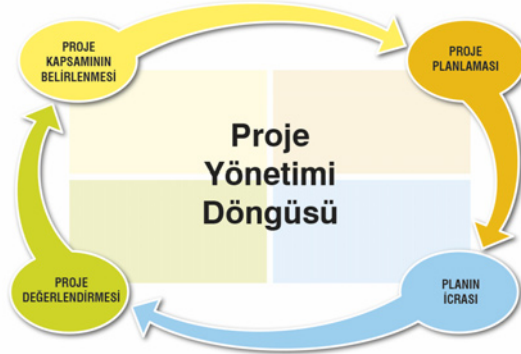 PROJE
KAPSAMININ
BELİRLENMESİ
PROJE
PLANLAMASI
Proje
Yönetimi
Döngüsü
PROJE
DEĞERLENDİRMESİ
PLANIN
İCRASI